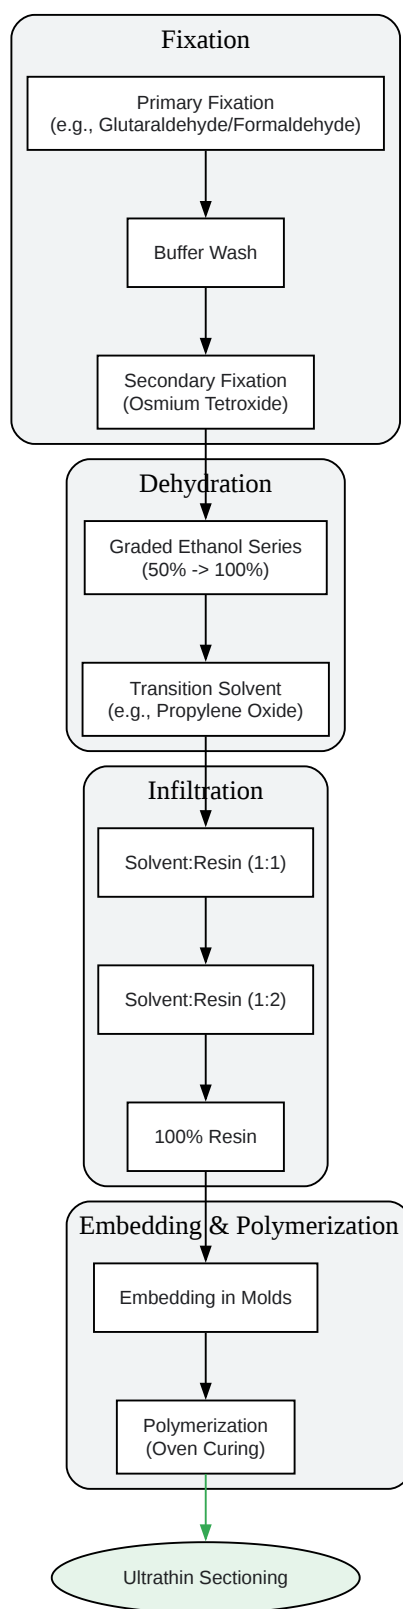 Fixation
Primary Fixation
(e.g., Glutaraldehyde/Formaldehyde)
Buffer Wash
Secondary Fixation
(Osmium Tetroxide)
Dehydration
Graded Ethanol Series
(50% -> 100%)
Transition Solvent
(e.g., Propylene Oxide)
Infiltration
Solvent:Resin (1:1)
Solvent:Resin (1:2)
100% Resin
Embedding & Polymerization
Embedding in Molds
Polymerization
(Oven Curing)
Ultrathin Sectioning